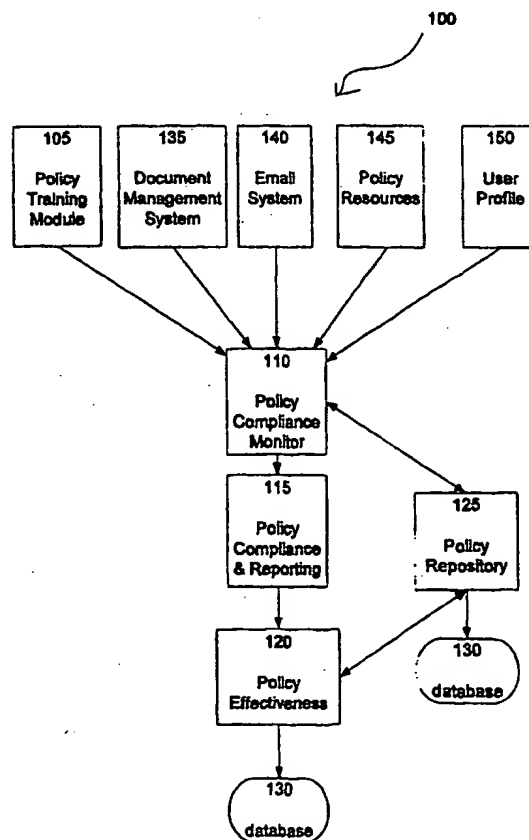 100
105
Policy
Training
Module
135
Document
Management
System
140
Email
System
145
Policy
Resources
150
User
Profile
110
Policy
Compliance
Monitor
115
Policy
Compliance
& Reporting
125
Policy
Repository
120
Policy
Effectiveness
130
database
130
database